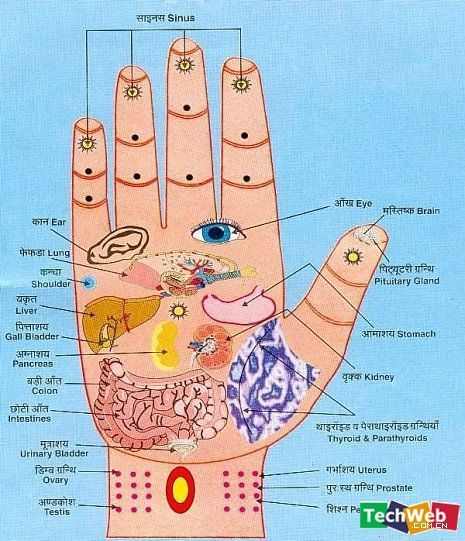 साइनस Sinus
कान Ear
फेफडा Lung
कन्धा
Shoulder
यकृत
Liver
पित्ताशय
Gall Bladder
अग्नाशय
Pancreas
बड़ी आँत
Colon
छोटी आँत
Intestines
मूत्राशय
Urinary Bladder
डिम्ब ग्रन्थि
Ovary
अण्डकोश
Testis
आँख Eye
मस्तिष्क Brain
पिट्यूटरी ग्रन्थि
Pituitary Gland
आमाशय Stomach
वृक्क Kidney
थाइराॅइड व पेराथाइराॅइड ग्रन्थियाँ
Thyroid & Parathyroids
गर्भाशय Uterus
पुरःस्थ ग्रन्थि Prostate
शिश्न
TechWeb
.COM.CN